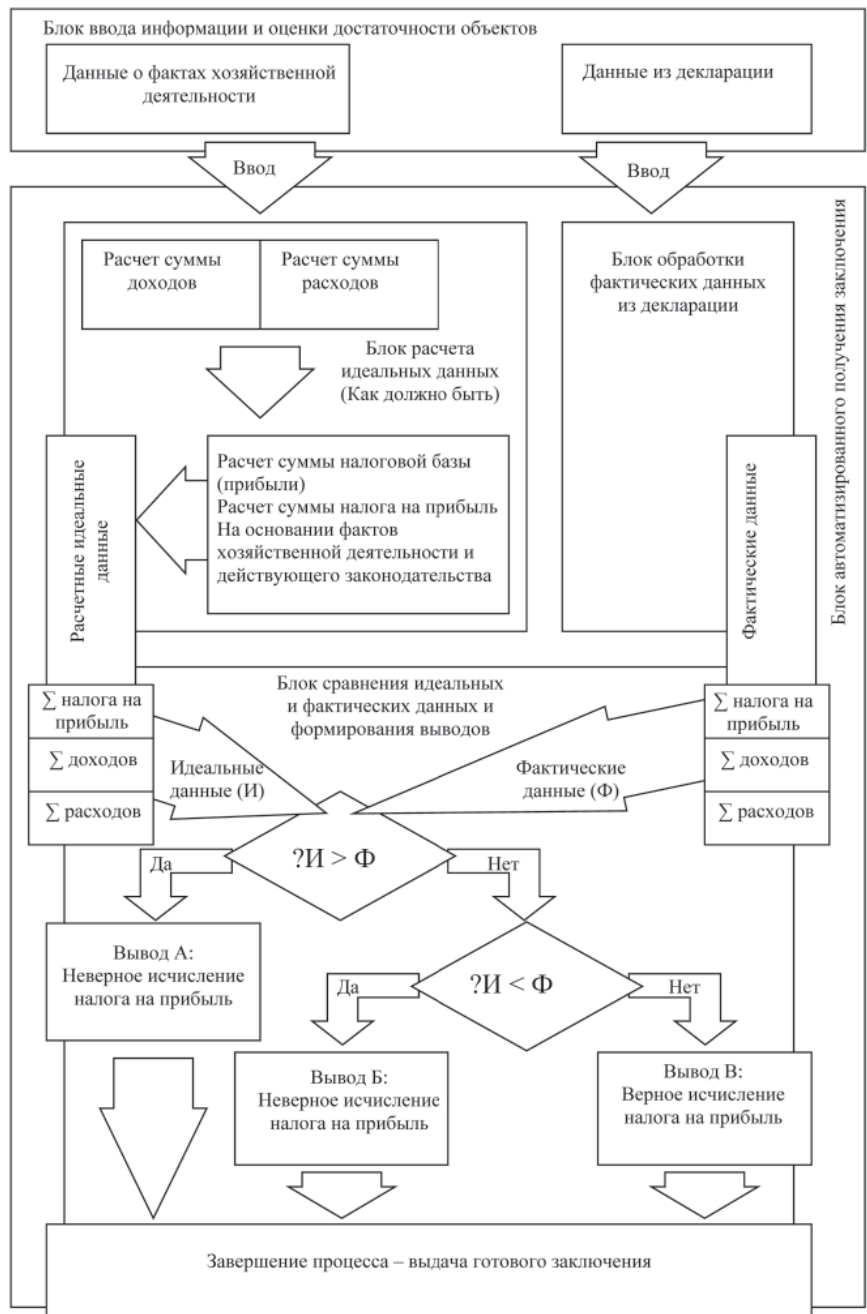 Блок ввода информации и оценки достаточности объектов
Данные о фактах хозяйственной
деятельности
Данные из декларации
Ввод
Ввод
Блок автоматизированного получения заключения
Расчет суммы
доходов
Расчет суммы
расходов
Блок обработки
фактических данных
из декларации
Блок расчета
идеальных данных
(Как должно быть)
Расчетные идеальные
данные
Расчет суммы налоговой базы
(прибыли)
Расчет суммы налога на прибыль
На основании фактов
хозяйственной деятельности и
действующего законодательства
Фактические данные
Блок сравнения идеальных
и фактических данных и
формирования выводов
∑ налога на
прибыль
∑ доходов
∑ расходов
Идеальные
данные (И)
Фактические
данные (Ф)
∑ налога на
прибыль
∑ доходов
∑ расходов
?И > Ф
Да
Нет
Вывод А:
Неверное исчисление
налога на прибыль
?И < Ф
Да
Нет
Вывод Б:
Неверное исчисление
налога на прибыль
Вывод В:
Верное исчисление
налога на прибыль
Завершение процесса – выдача готового заключения